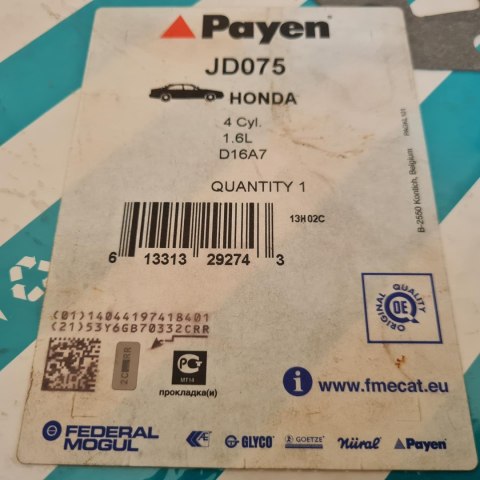 Payen
JD075
HONDA
4 Cyl.
1.6L
D16A7
QUANTITY 1
13H02C
B-2550 Kontich, Belgium
6 13313 29274 3
(01)14044197418401
(21)53Y6GB70332CRR
МТ14
прокладка(и)
ORIGINAL QUALITY
OE
i www.fmecat.eu
FEDERAL MOGUL
AE GLYCO GOETZE Nüral Payen